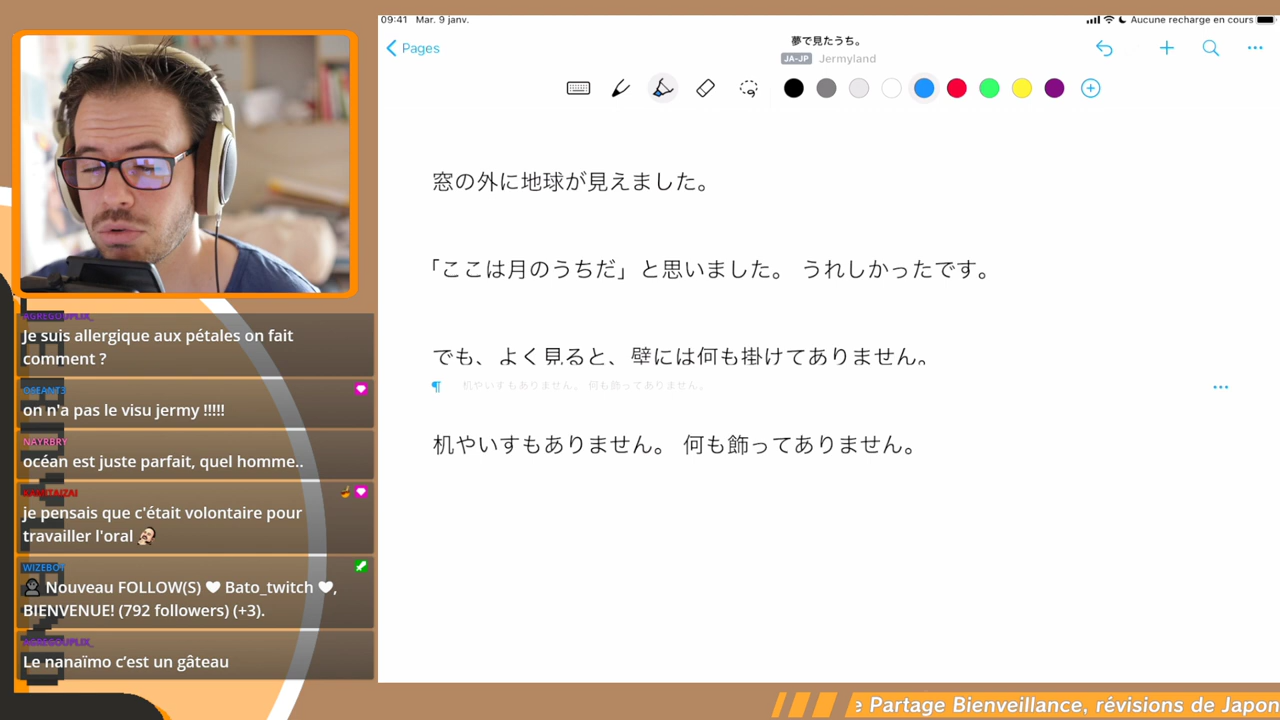 09:41 Mar. 9 janv.
Aucune recharge en cours
Pages
夢で見たうち。
JA-JP Jermyland
窓の外に地球が見えました。
「ここは月のうちだ」と思いました。 うれしかったです。
でも、よく見ると、壁には何も掛けてありません。
¶ 机やいすもありません。 何も飾ってありません。
机やいすもありません。 何も飾ってありません。
AGREGOUPLIX_
Je suis allergique aux pétales on fait
comment ?
on n'a pas le visu jermy !!!!!
NAYRBRY
océan est juste parfait, quel homme..
je pensais que c'était volontaire pour
travailler l'oral
WIZEBOT
Nouveau FOLLOW(S) ♥ Bato_twitch ♥,
BIENVENUE! (792 followers) (+3).
AGREGOUPLIX_
Le nanaïmo c’est un gâteau
e Partage Bienveillance, révisions de Japon